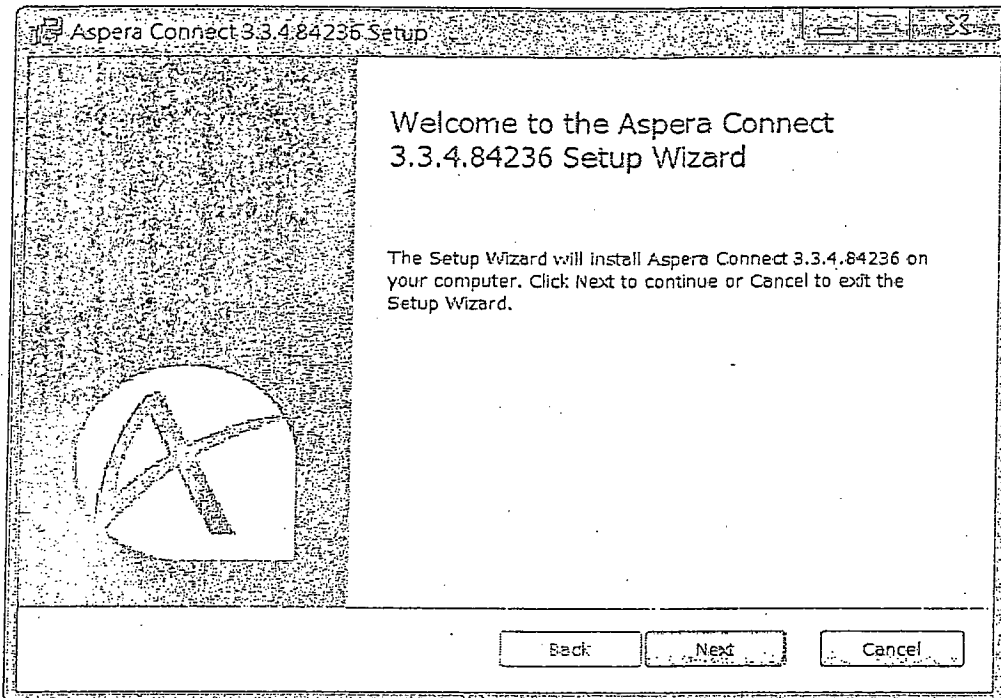 Aspera Connect 3.3.4.84236 Setup
Welcome to the Aspera Connect
3.3.4.84236 Setup Wizard
The Setup Wizard will install Aspera Connect 3.3.4.84236 on
your computer. Click Next to continue or Cancel to exit the
Setup Wizard.
Back
Next
Cancel